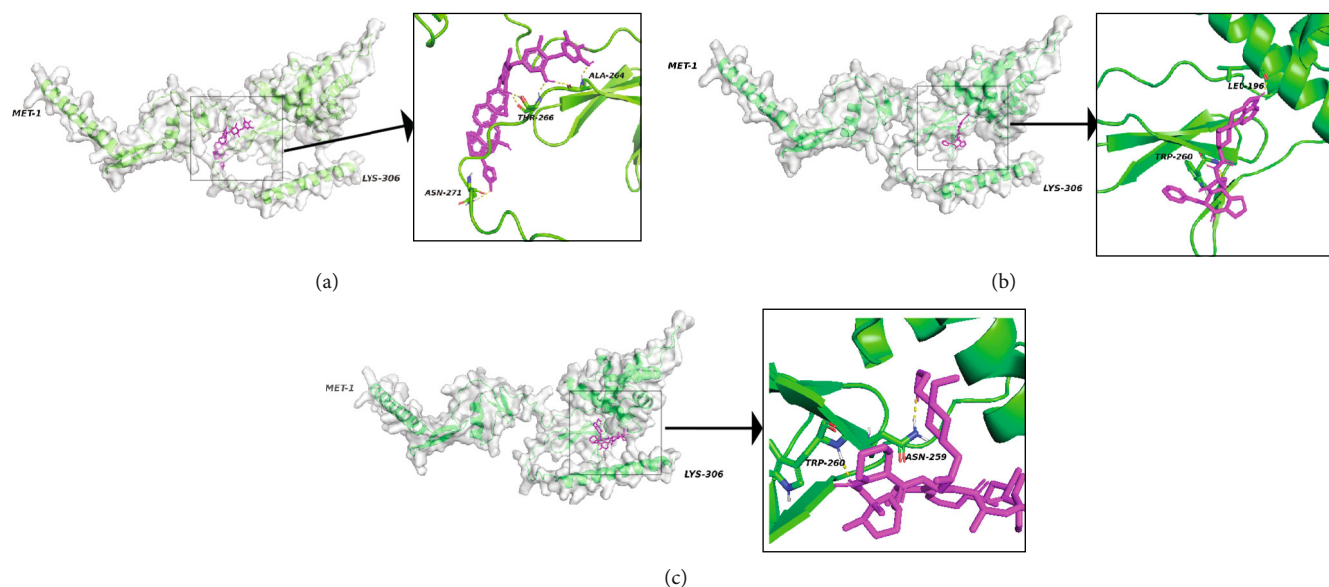 MET-1
LYS-306
ALA-264
THR-266
ASN-271
(a)
MET-1
LYS-306
LEU-196
TRP-260
(b)
MET-1
LYS-306
TRP-260
ASN-259
(c)